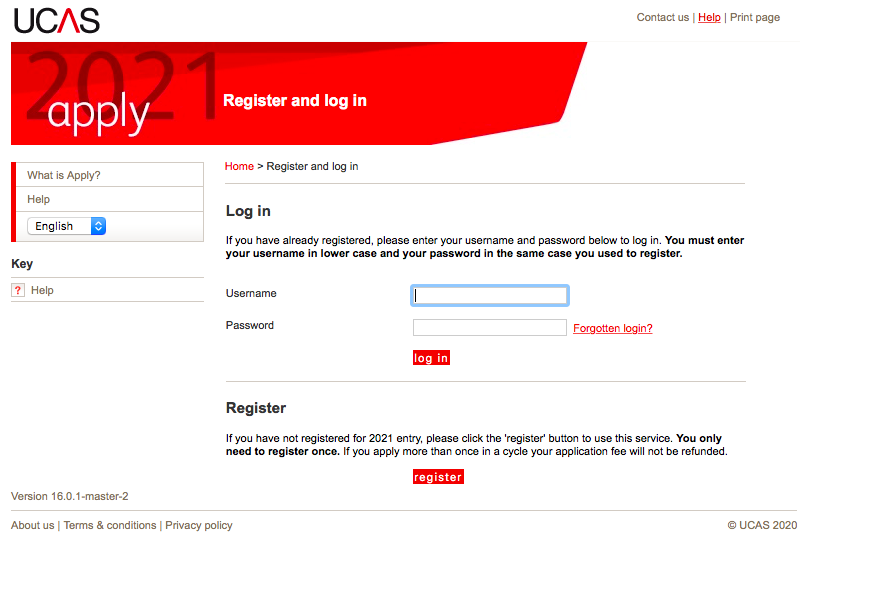 UCAS
Contact us | Help | Print page
2021
apply
Register and log in
What is Apply?
Help
English
Key
? Help
Home > Register and log in
Log in
If you have already registered, please enter your username and password below to log in. You must enter
your username in lower case and your password in the same case you used to register.
Username
Password
Forgotten login?
log in
Register
If you have not registered for 2021 entry, please click the 'register' button to use this service. You only
need to register once. If you apply more than once in a cycle your application fee will not be refunded.
register
Version 16.0.1-master-2
About us | Terms & conditions | Privacy policy
© UCAS 2020